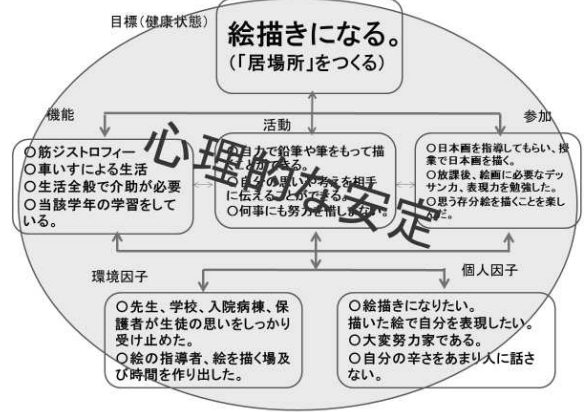 目標(健康状態)
絵描きになる。
(「居場所」をつくる)
機能
活動
参加
○筋ジストロフィー
○車いすによる生活
○生活全般で介助が必要
○当該学年の学習をして
いる。
○自力で鉛筆や筆をもって描
くことができる。
○自分の思いや考えを相手
に伝えることができる。
○何事にも努力を惜しまない。
○日本画を指導してもらい、授
業で日本画を描く。
○放課後、絵画に必要なデッ
サン力、表現力を勉強した。
○思う存分絵を描くことを楽し
んだ。
心理的な安定
環境因子
個人因子
○先生、学校、入院病棟、保
護者が生徒の思いをしっかり
受け止めた。
○絵の指導者、絵を描く場及
び時間を作り出した。
○絵描きになりたい。
描いた絵で自分を表現したい。
○大変努力家である。
○自分の辛さをあまり人に話さ
ない。